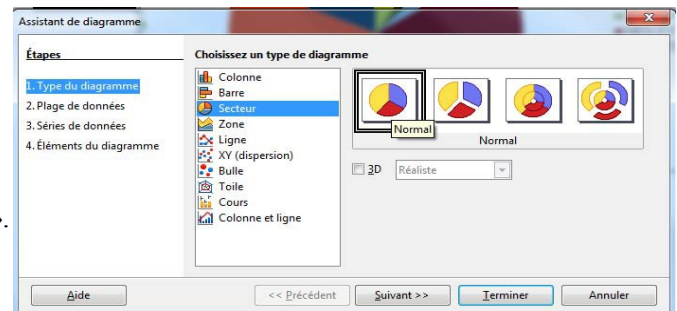 Assistant de diagramme
Étapes
1. Type du diagramme
2. Plage de données
3. Séries de données
4. Éléments du diagramme
Choisissez un type de diagramme
Colonne
Barre
Secteur
Zone
Ligne
XY (dispersion)
Bulle
Toile
Cours
Colonne et ligne
Normal
Normal
3D Réaliste
».
Aide << Précédent Suivant >> Terminer Annuler